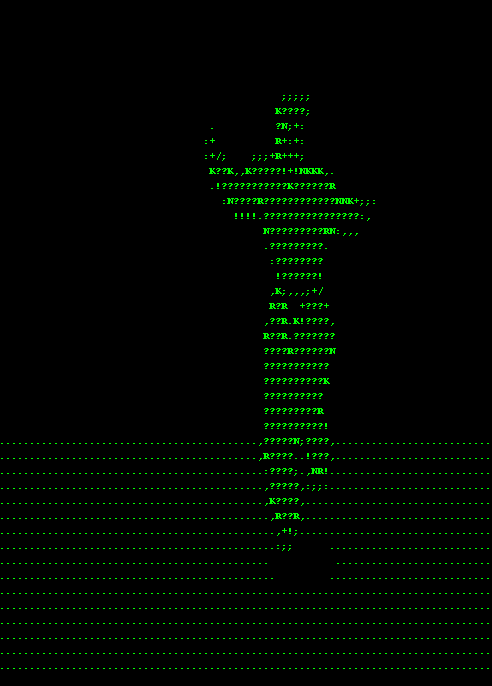 ;;;;;
K????;
. ?N;+:
:+ R+:+:
:+/; ;;;+R+++;
K??K,,K?????!+!NKKK,.
.!???????????K??????R
:N????R????????????NNK+;;:
!!!!.????????????????:,
N?????????RN:,,,
.?????????.
:????????
!???????!
,K;,,,;+/
R?R +???+
,??R.K!????,
R??R.???????
????R??????N
???????????
??????????K
??????????
?????????R
??????????!
...........................................,?????N;????,..........................
...........................................,R????..!???,..........................
............................................:????; .,NR!...........................
............................................,?????,:;;:...........................
............................................,K????,...............................
.............................................,R??R,...............................
..............................................,+!;................................
..............................................:;; ...........................
............................................. ..........................
.............................................. ...........................
..................................................................................
..................................................................................
..................................................................................
..................................................................................
..................................................................................
..................................................................................